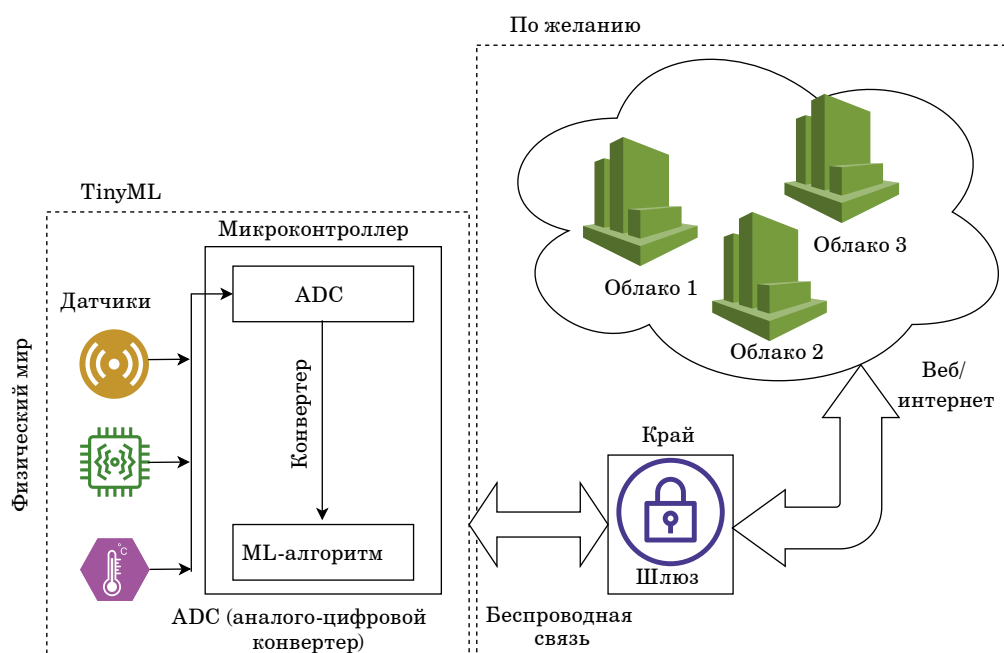 По желанию
TinyML
Микроконтроллер
Датчики
ADC
Физический мир
Конвертер
ML-алгоритм
ADC (аналого-цифровой
конвертер)
°C
Облако 1
Облако 2
Облако 3
Веб/
интернет
Край
Шлюз
Беспроводная
связь